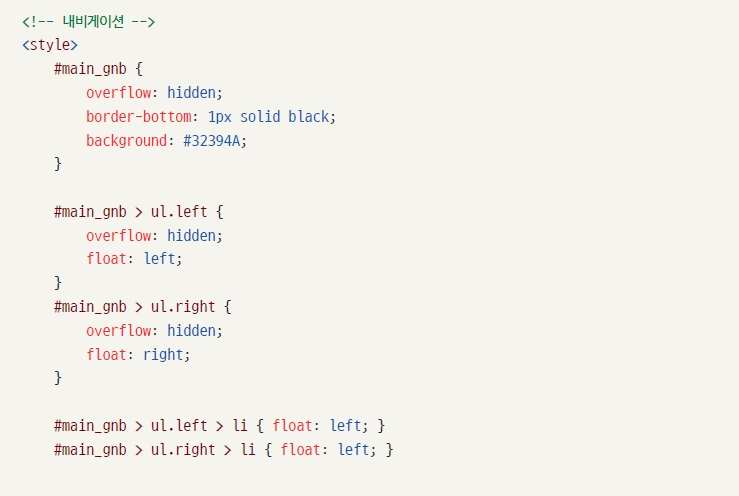 <!-- 내비게이션 -->
<style>
    #main_gnb {
        overflow: hidden;
        border-bottom: 1px solid black;
        background: #32394A;
    }

    #main_gnb > ul.left {
        overflow: hidden;
        float: left;
    }
    #main_gnb > ul.right {
        overflow: hidden;
        float: right;
    }

    #main_gnb > ul.left > li { float: left; }
    #main_gnb > ul.right > li { float: left; }